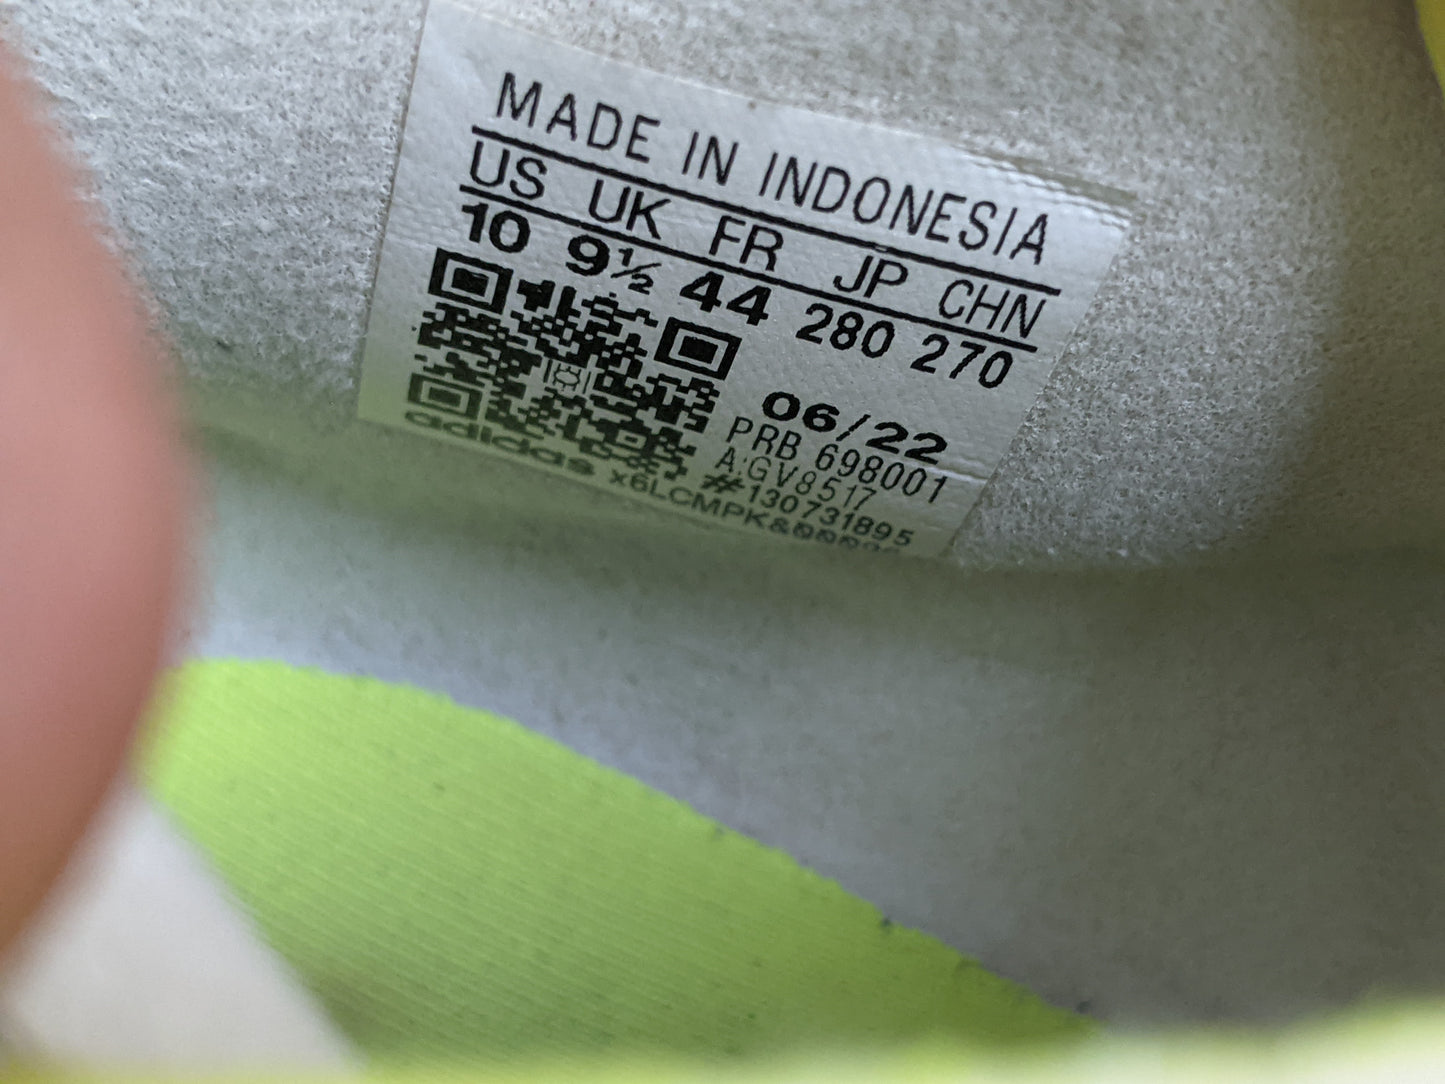 MADE IN INDONESIA
US UK FR JP CHN
10 9½ 44 280 270
06/22
PRB 698001
A:GV8517
#130731895
adidas x6LCMPK&